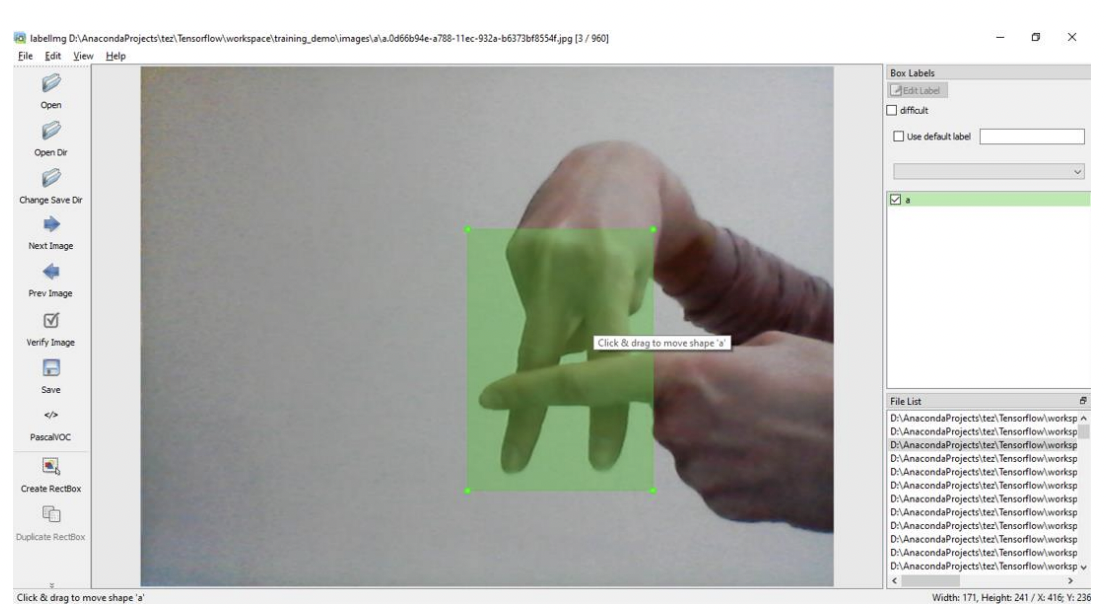 labelImg D:\AnacondaProjects\tez\Tensorflow\workspace\training_demo\images\a\a.0d66b94e-a788-11ec-932a-b6373bf8554f.jpg [3 / 960]
File Edit View Help
Open
Open Dir
Change Save Dir
Next Image
Prev Image
Verify Image
Save
</>
PascalVOC
Create RectBox
Duplicate RectBox
Click & drag to move shape 'a'
Box Labels
Edit Label
difficult
Use default label
a
File List
D:\AnacondaProjects\tez\Tensorflow\worksp
D:\AnacondaProjects\tez\Tensorflow\worksp
D:\AnacondaProjects\tez\Tensorflow\worksp
D:\AnacondaProjects\tez\Tensorflow\worksp
D:\AnacondaProjects\tez\Tensorflow\worksp
D:\AnacondaProjects\tez\Tensorflow\worksp
D:\AnacondaProjects\tez\Tensorflow\worksp
D:\AnacondaProjects\tez\Tensorflow\worksp
D:\AnacondaProjects\tez\Tensorflow\worksp
D:\AnacondaProjects\tez\Tensorflow\worksp
D:\AnacondaProjects\tez\Tensorflow\worksp
D:\AnacondaProjects\tez\Tensorflow\worksp
Click & drag to move shape 'a'
Width: 171, Height: 241 / X: 416; Y: 236